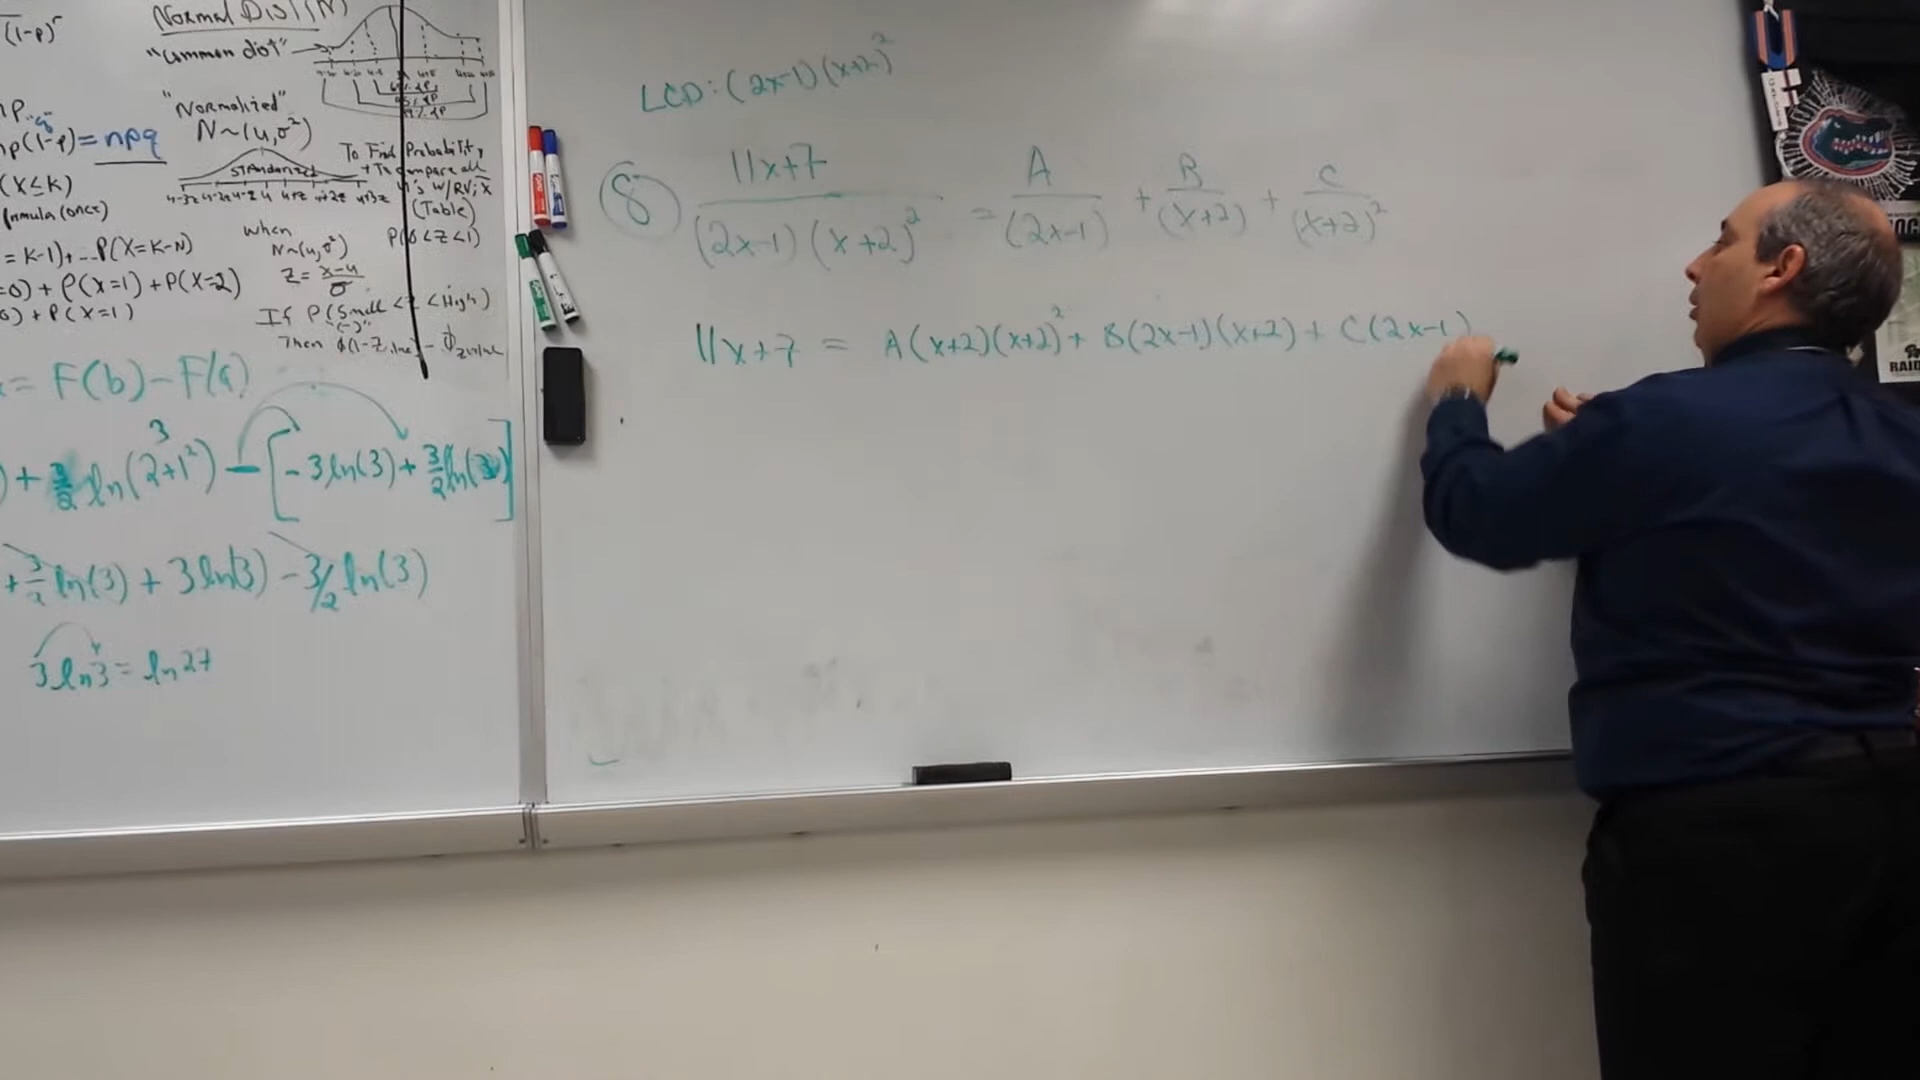 (1-p)^r
Normal Dist (N)
"Common dist"
"Normalized"
N~(u,σ²)
np(1-p)=npq
STANdarized
To Find Probability
+ To compare all
W/ RV: X
(Table)
P(0<Z<1)
(X≤K)
formula (once)
= K-1)+...P(X=K-N)
=0) + P(X=1) + P(X=2)
0) + P(X=1)
when
N~(u,σ²)
Z = (x-u)/σ
If P(Small < Z < High)
"(-)"
Then
= F(b) - F(a)
) + 3/2 ln(2+1²) - [-3ln(3) + 3/2 ln(3)]
3
+ 3/2 ln(3) + 3ln(3) - 3/2 ln(3)
3ln3 = ln27
LCD: (2x-1)(x+2)²
8 (11x+7)/((2x-1)(x+2)²) = A/(2x-1) + B/(x+2) + C/(x+2)²
11x+7 = A(x+2)(x+2)² + B(2x-1)(x+2) + C(2x-1)
RAID